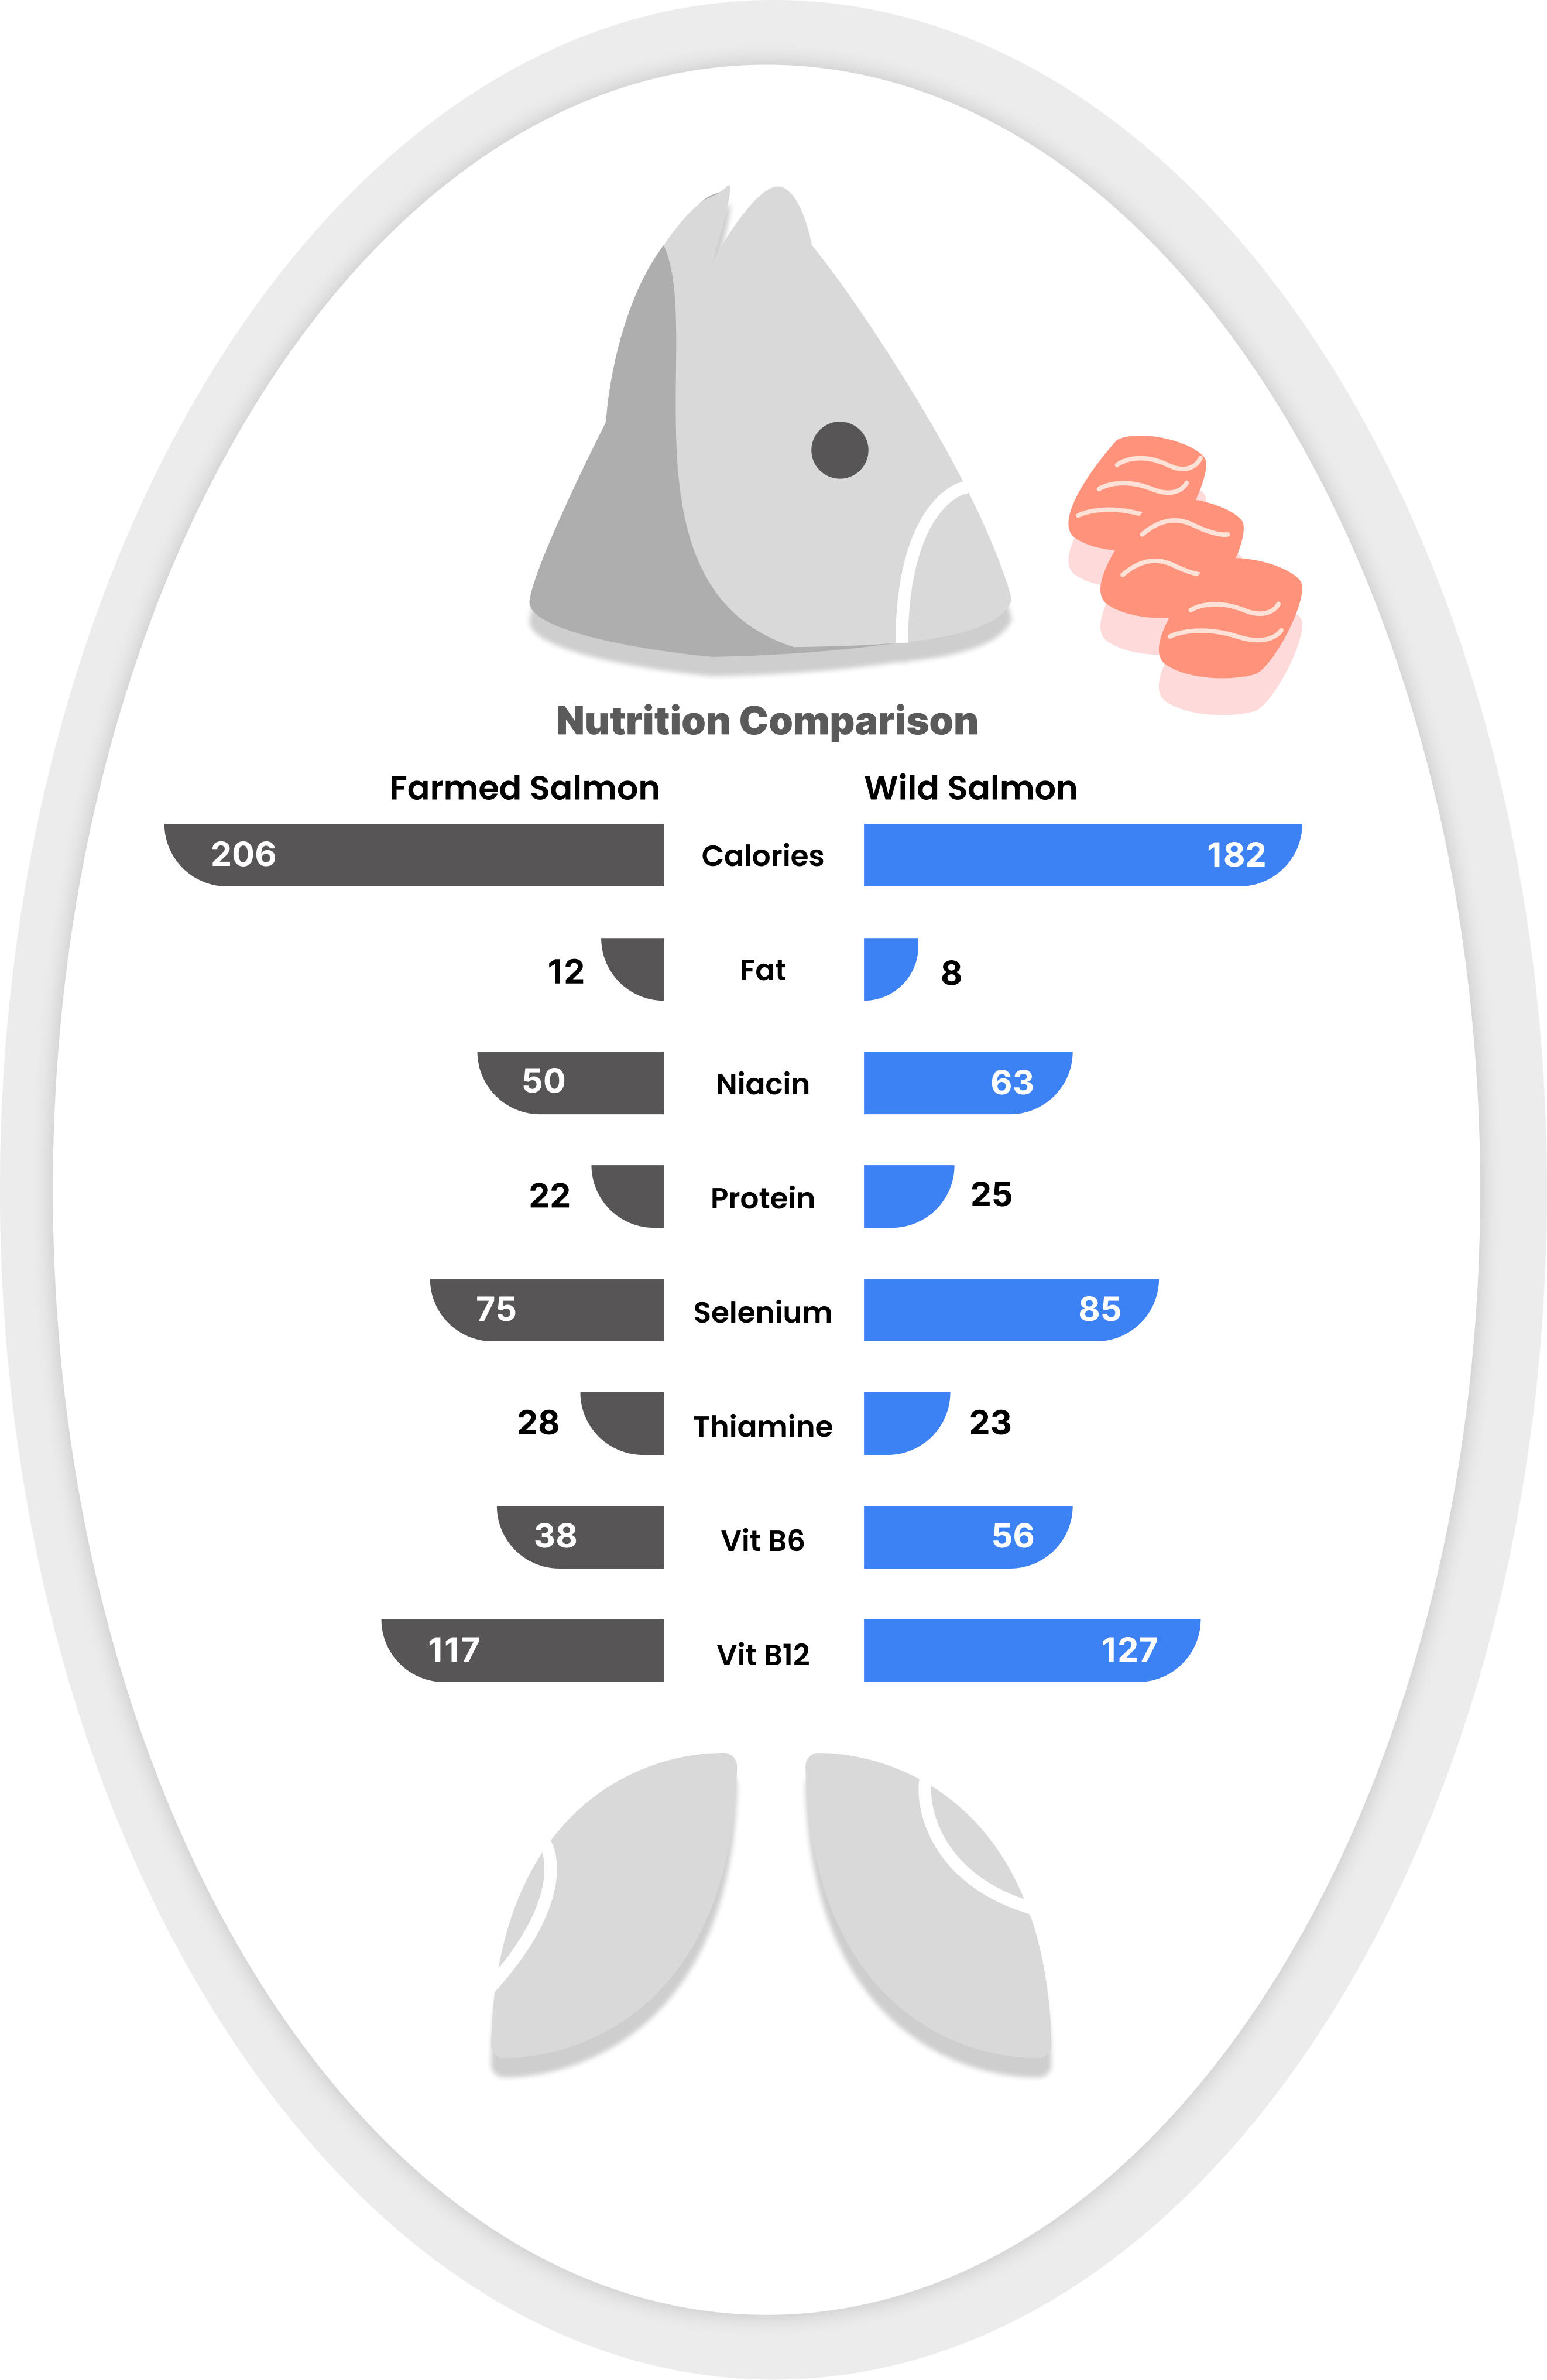 Nutrition Comparison
Farmed Salmon Wild Salmon
206 Calories 182
12 Fat 8
50 Niacin 63
22 Protein 25
75 Selenium 85
28 Thiamine 23
38 Vit B6 56
117 Vit B12 127